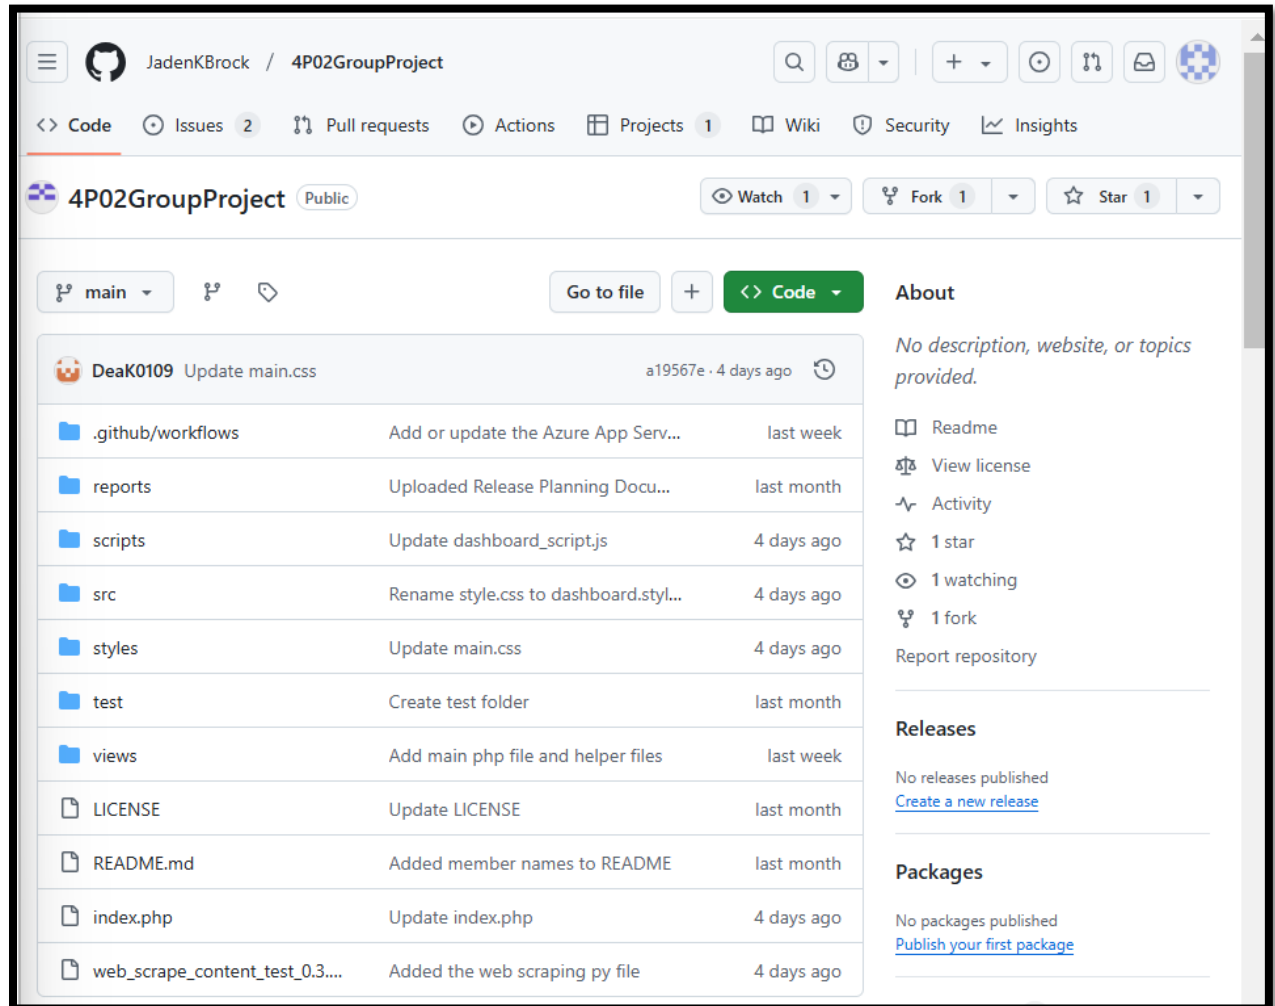 JadenKBrock / 4P02GroupProject
Code Issues 2 Pull requests Actions Projects 1 Wiki Security Insights
4P02GroupProject Public Watch 1 Fork 1 Star 1
main Go to file + Code
DeaK0109 Update main.css a19567e · 4 days ago
.github/workflows Add or update the Azure App Serv... last week
reports Uploaded Release Planning Docu... last month
scripts Update dashboard_script.js 4 days ago
src Rename style.css to dashboard.styl... 4 days ago
styles Update main.css 4 days ago
test Create test folder last month
views Add main php file and helper files last week
LICENSE Update LICENSE last month
README.md Added member names to README last month
index.php Update index.php 4 days ago
web_scrape_content_test_0.3.... Added the web scraping py file 4 days ago
About
No description, website, or topics
provided.
Readme
View license
Activity
1 star
1 watching
1 fork
Report repository
Releases
No releases published
Create a new release
Packages
No packages published
Publish your first package